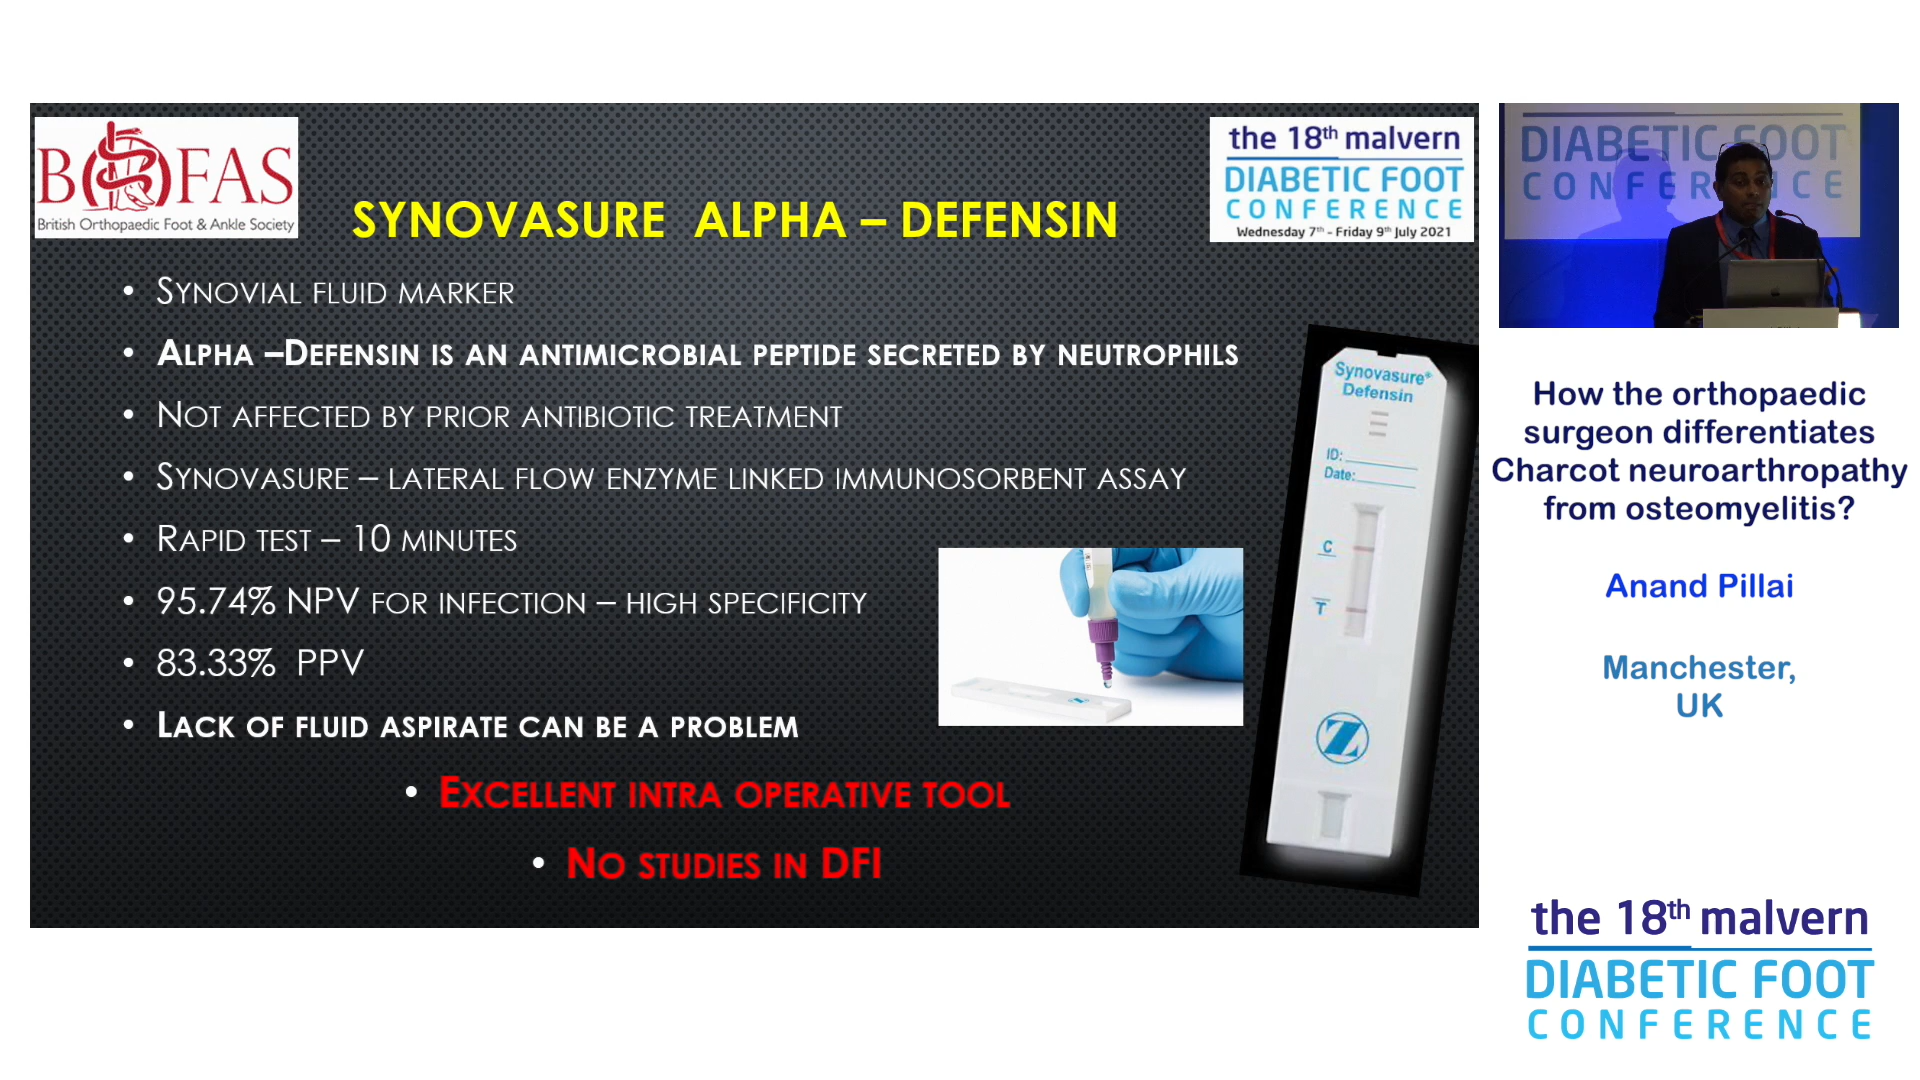 BOFAS
British Orthopaedic Foot & Ankle Society
the 18th malvern
DIABETIC FOOT
CONFERENCE
Wednesday 7th - Friday 9th July 2021
SYNOVASURE ALPHA – DEFENSIN
• SYNOVIAL FLUID MARKER
• ALPHA –DEFENSIN IS AN ANTIMICROBIAL PEPTIDE SECRETED BY NEUTROPHILS
• NOT AFFECTED BY PRIOR ANTIBIOTIC TREATMENT
• SYNOVASURE – LATERAL FLOW ENZYME LINKED IMMUNOSORBENT ASSAY
• RAPID TEST – 10 MINUTES
• 95.74% NPV FOR INFECTION – HIGH SPECIFICITY
• 83.33% PPV
• LACK OF FLUID ASPIRATE CAN BE A PROBLEM
• EXCELLENT INTRA OPERATIVE TOOL
• NO STUDIES IN DFI
Synovasure®
Defensin
ID:
Date:
C
T
Z
DIABETIC FOOT
CONFERENCE
How the orthopaedic
surgeon differentiates
Charcot neuroarthropathy
from osteomyelitis?
Anand Pillai
Manchester,
UK
the 18th malvern
DIABETIC FOOT
CONFERENCE